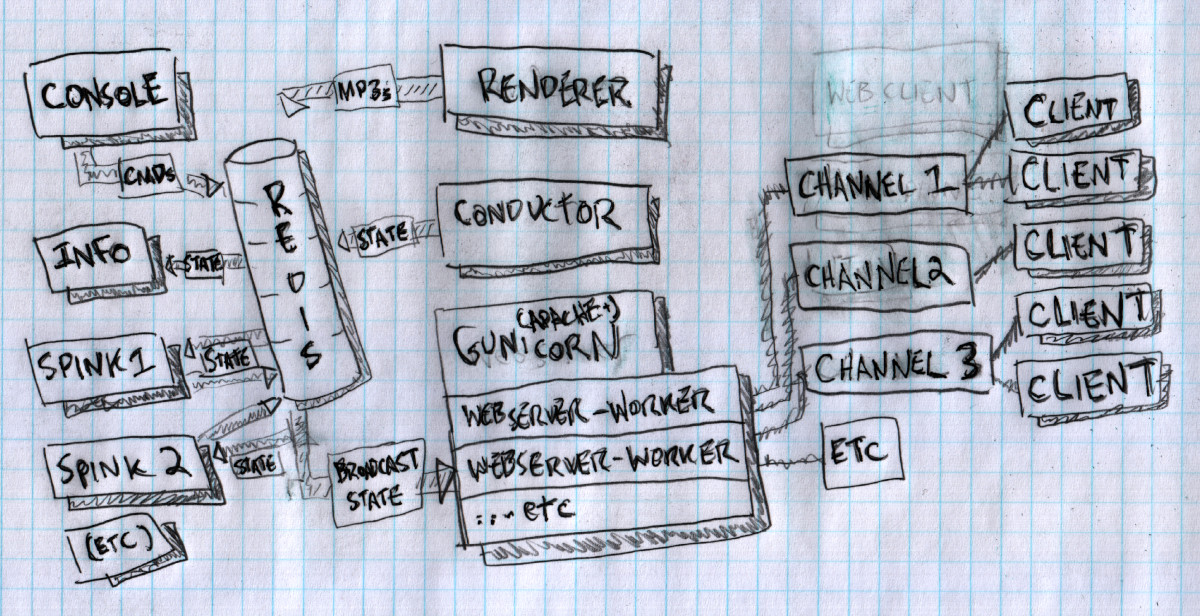 CONSOLE
CMDS
INFO
STATE
SPINK 1
STATE
SPINK 2
STATE
(ETC)
REDIS
MP3s
RENDERER
STATE
CONDUCTOR
(APACHE+)
GUNICORN
WEBSERVER-WORKER
WEBSERVER-WORKER
... etc
BROADCAST
STATE
WEB CLIENT
CHANNEL 1
CHANNEL 2
CHANNEL 3
ETC
CLIENT
CLIENT
CLIENT
CLIENT
CLIENT